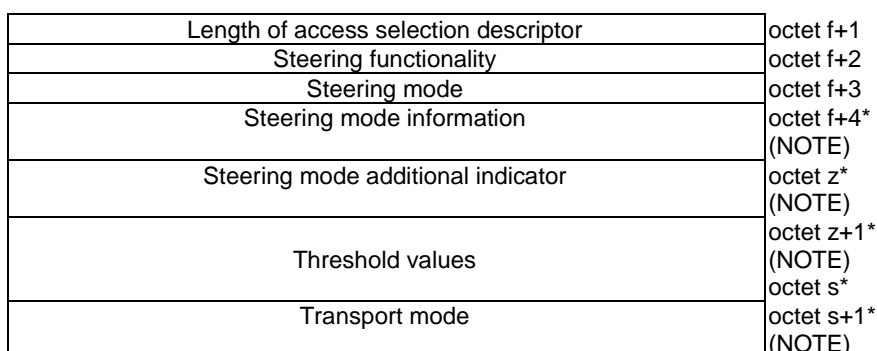 Length of access selection descriptor octet f+1
Steering functionality octet f+2
Steering mode octet f+3
Steering mode information octet f+4*
(NOTE)
Steering mode additional indicator octet z*
(NOTE)
octet z+1*
Threshold values (NOTE)
octet s*
Transport mode octet s+1*
(NOTE)